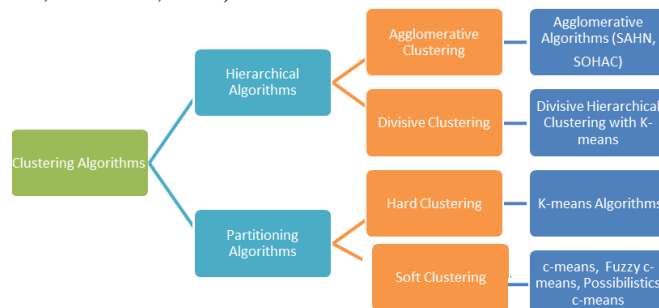 Agglomerative
Clustering
Agglomerative
Algorithms (SAHN,
SOHAC)
Hierarchical
Algorithms
Divisive Clustering
Divisive Hierarchical
Clustering with K-
means
Clustering Algorithms
Hard Clustering
K-means Algorithms
Partitioning
Algorithms
Soft Clustering
c-means, Fuzzy c-
means, Possibilistics
c-means